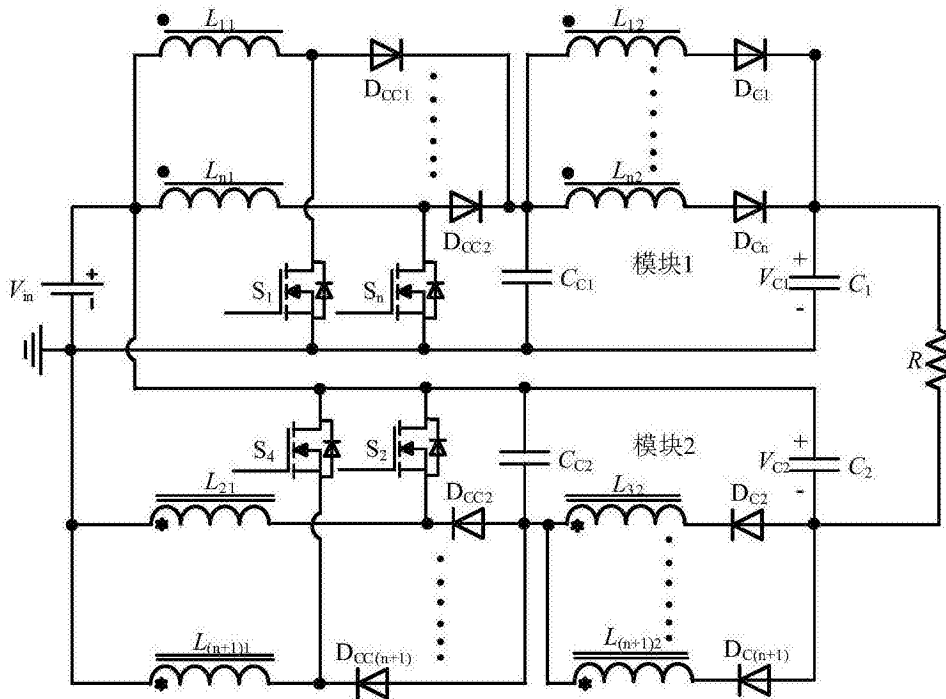 L11
DCC1
L12
DC1
Ln1
DCC2
Ln2
DCn
模块1
Vin
+
-
S1
Sn
CC1
VC1
+
-
C1
R
S4
S2
CC2
模块2
VC2
+
-
C2
L21
DCC2
L32
DC2
L(n+1)1
DCC(n+1)
L(n+1)2
DC(n+1)